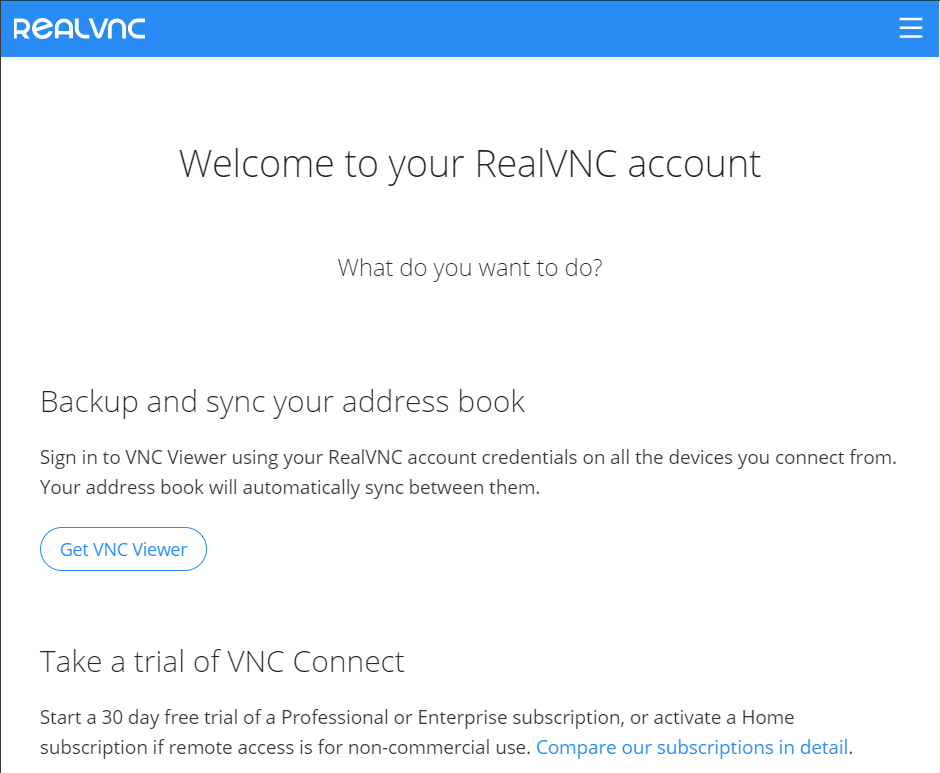 REALVNC
Welcome to your RealVNC account
What do you want to do?
Backup and sync your address book
Sign in to VNC Viewer using your RealVNC account credentials on all the devices you connect from.
Your address book will automatically sync between them.
Get VNC Viewer
Take a trial of VNC Connect
Start a 30 day free trial of a Professional or Enterprise subscription, or activate a Home
subscription if remote access is for non-commercial use. Compare our subscriptions in detail.